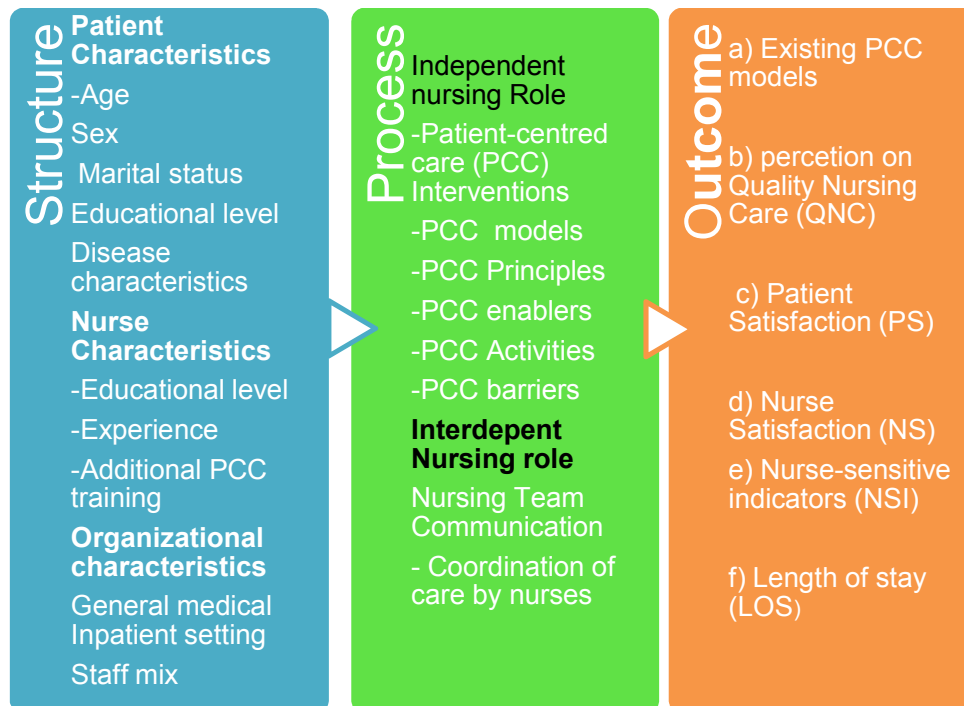 Structure
Patient
Characteristics
-Age
Sex
Marital status
Educational level
Disease
characteristics
Nurse
Characteristics
-Educational level
-Experience
-Additional PCC
training
Organizational
characteristics
General medical
Inpatient setting
Staff mix
Process
Independent
nursing Role
-Patient-centred
care (PCC)
Interventions
-PCC models
-PCC Principles
-PCC enablers
-PCC Activities
-PCC barriers
Interdepent
Nursing role
Nursing Team
Communication
- Coordination of
care by nurses
Outcome
a) Existing PCC
models
b) percetion on
Quality Nursing
Care (QNC)
c) Patient
Satisfaction (PS)
d) Nurse
Satisfaction (NS)
e) Nurse-sensitive
indicators (NSI)
f) Length of stay
(LOS)